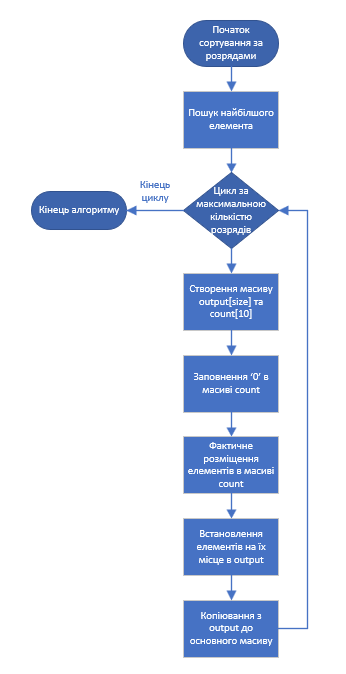 Початок
сортування за
розрядами
Пошук найбілшого
елемента
Кінець
циклу
Цикл за
максимальною
кількістю
розрядів
Кінець алгоритму
Створення масиву
output[size] та
count[10]
Заповнення ‘0’ в
масиві count
Фактичне
розміщення
елементів в масиві
count
Встановлення
елементів на їх
місце в output
Копіювання з
output до
основного масиву